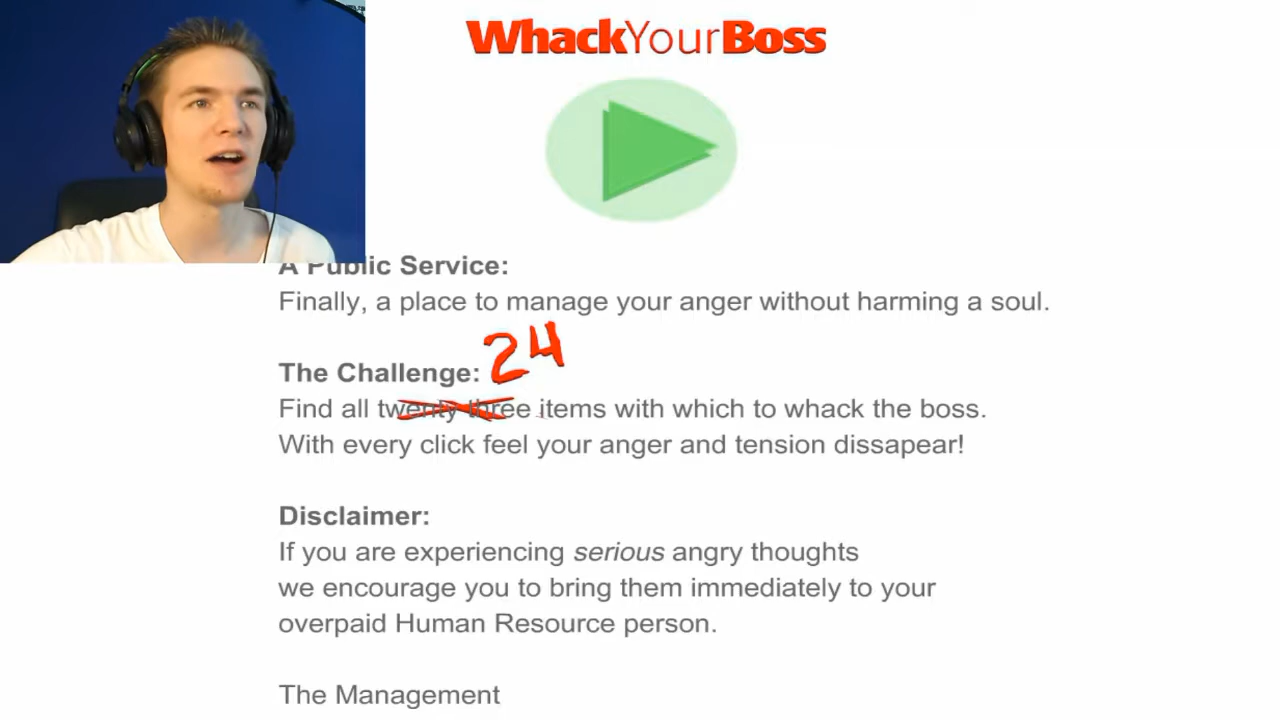 WhackYourBoss
A Public Service:
Finally, a place to manage your anger without harming a soul.
24
The Challenge:
Find all twenty three items with which to whack the boss.
With every click feel your anger and tension dissapear!
Disclaimer:
If you are experiencing serious angry thoughts
we encourage you to bring them immediately to your
overpaid Human Resource person.
The Management